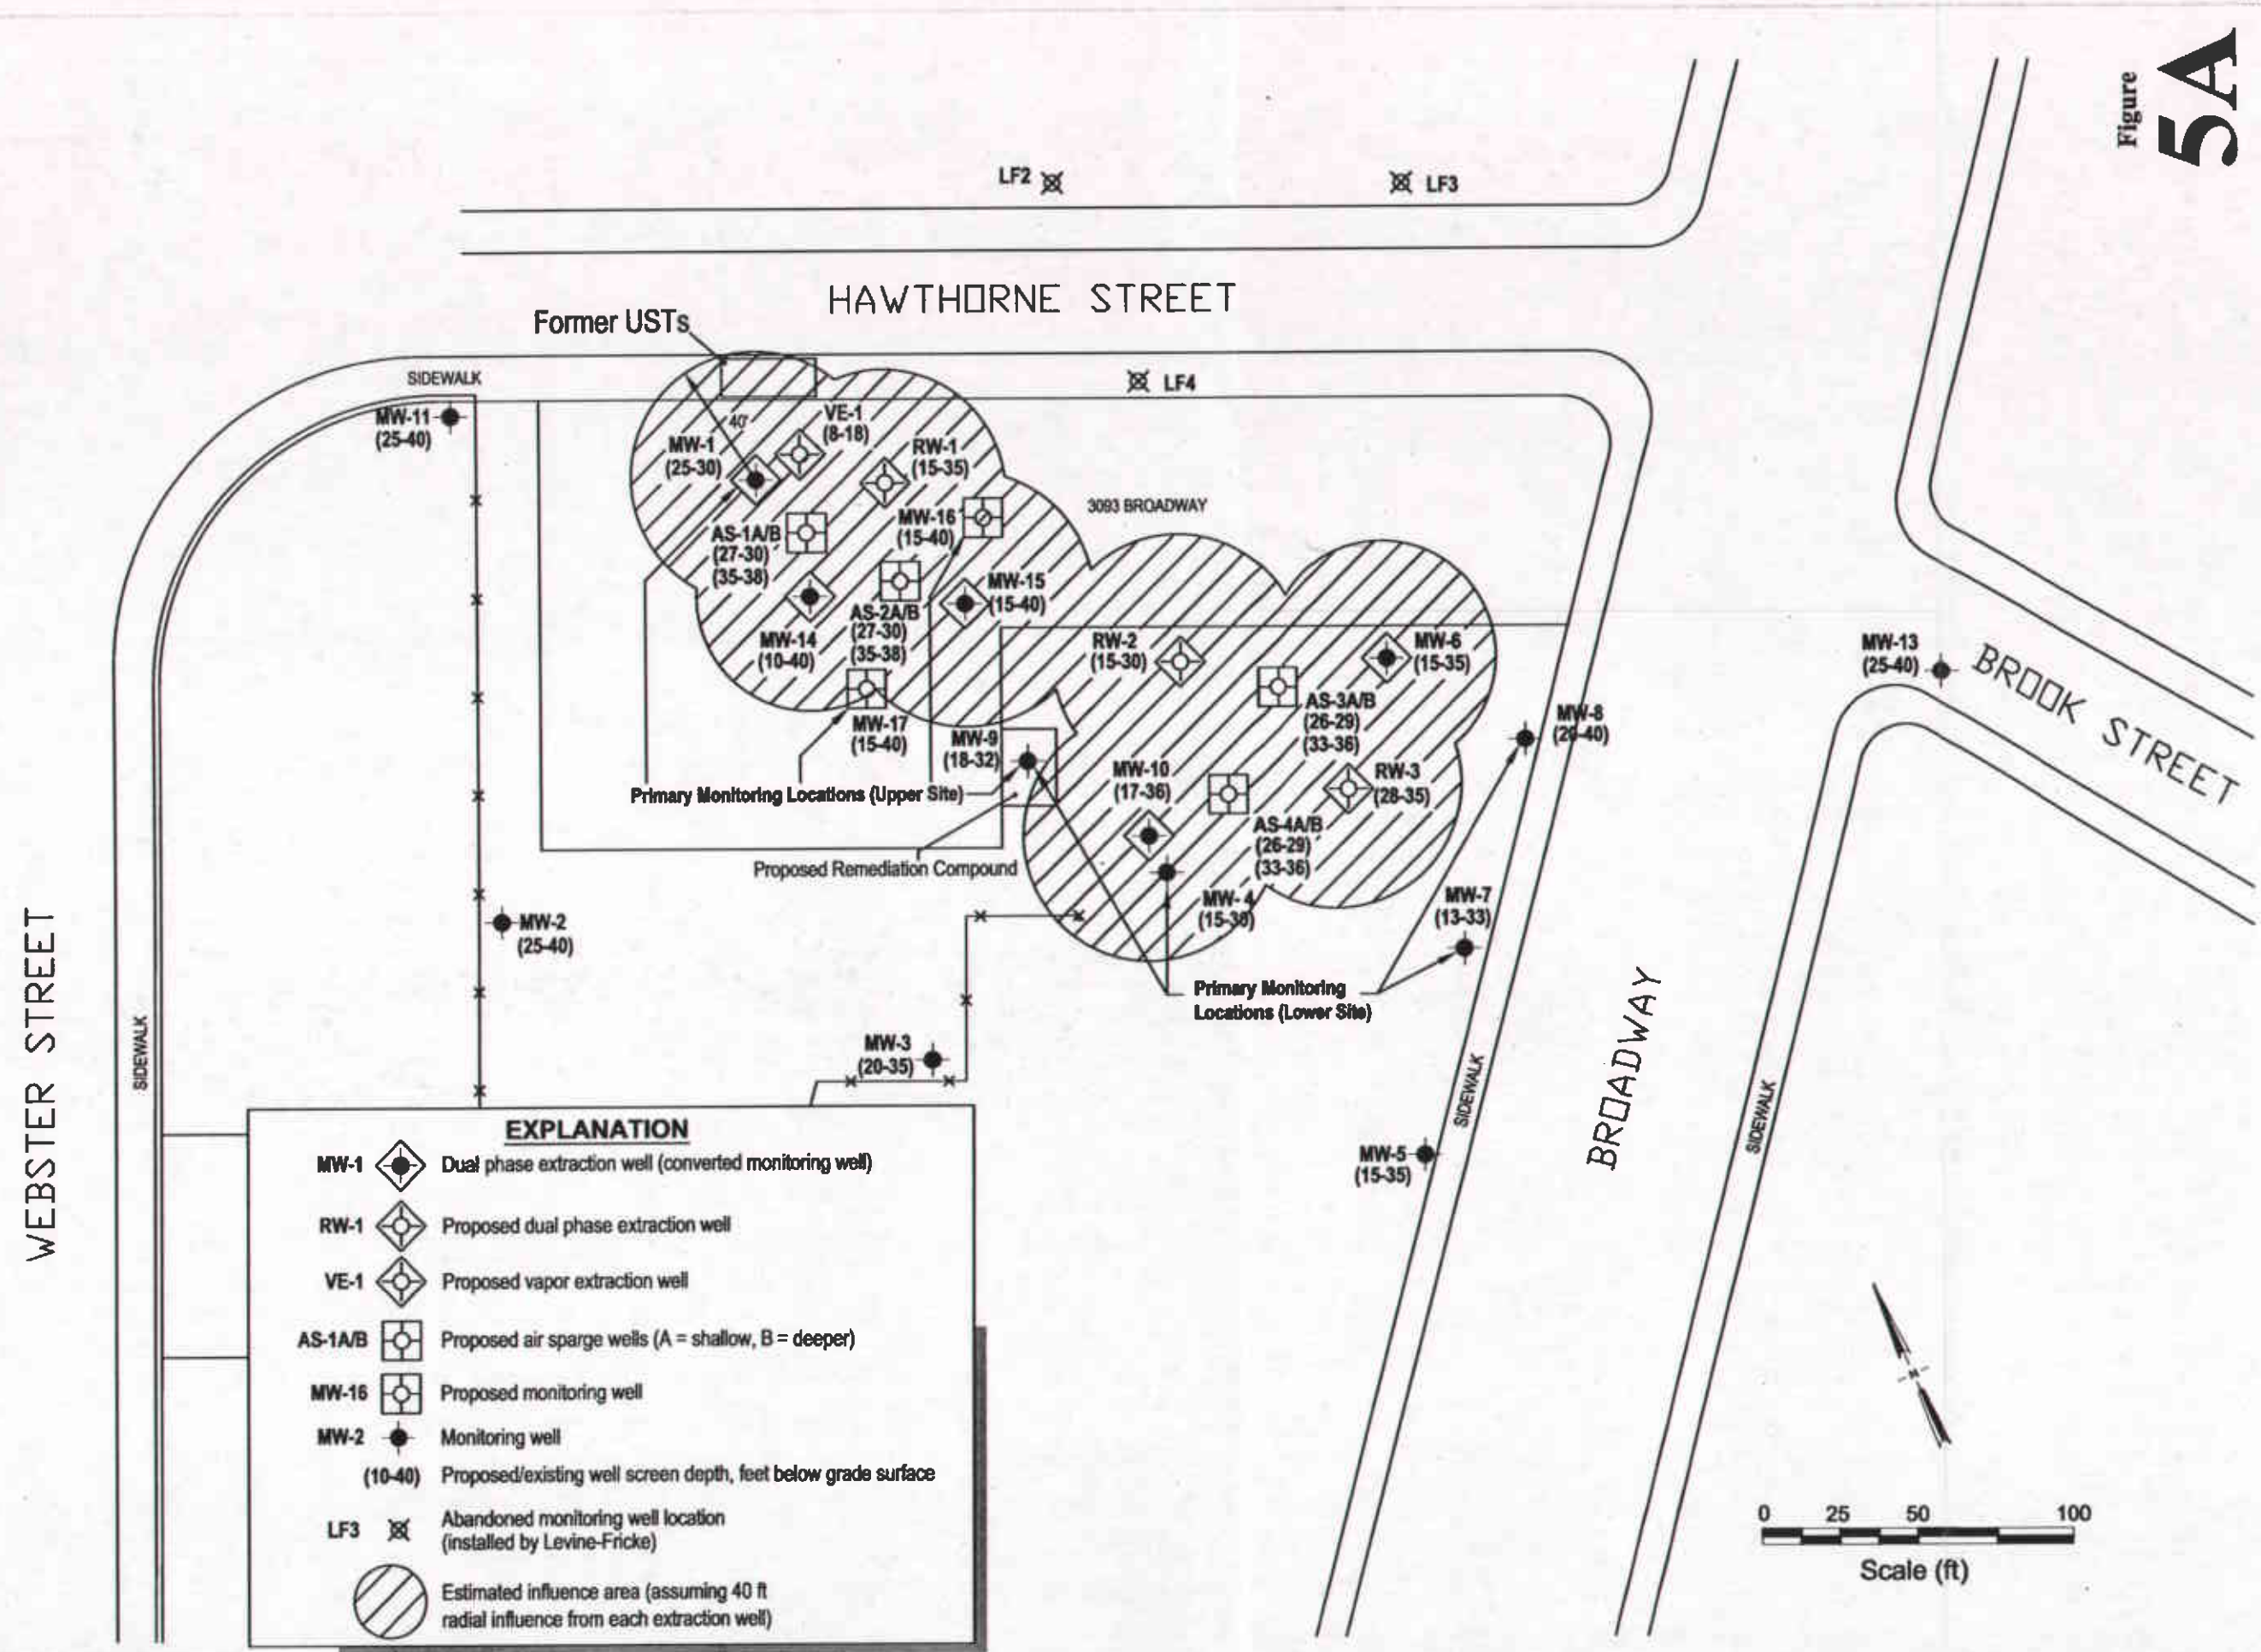 Figure
5A
LF2
LF3
HAWTHORNE STREET
Former USTs
SIDEWALK
LF4
MW-11
(25-40)
40'
VE-1
(8-18)
MW-1
(25-30)
RW-1
(15-35)
3093 BROADWAY
MW-16
(15-40)
AS-1A/B
(27-30)
(35-38)
MW-15
(15-40)
AS-2A/B
(27-30)
(35-38)
MW-14
(10-40)
RW-2
(15-30)
MW-6
(15-35)
MW-13
(25-40)
BROOK STREET
AS-3A/B
(26-29)
(33-36)
MW-17
(15-40)
MW-9
(18-32)
MW-8
(20-40)
MW-10
(17-36)
RW-3
(28-35)
Primary Monitoring Locations (Upper Site)
AS-4A/B
(26-29)
(33-36)
Proposed Remediation Compound
MW-4
MW-7
(13-33)
MW-2
(25-40)
WEBSTER STREET
SIDEWALK
Primary Monitoring
Locations (Lower Site)
MW-3
(20-35)
SIDEWALK
BROADWAY
SIDEWALK
MW-5
(15-35)
EXPLANATION
MW-1 Dual phase extraction well (converted monitoring well)
RW-1 Proposed dual phase extraction well
VE-1 Proposed vapor extraction well
AS-1A/B Proposed air sparge wells (A = shallow, B = deeper)
MW-16 Proposed monitoring well
MW-2 Monitoring well
(10-40) Proposed/existing well screen depth, feet below grade surface
LF3 Abandoned monitoring well location
(installed by Levine-Fricke)
Estimated influence area (assuming 40 ft
radial influence from each extraction well)
N
0 25 50 100
Scale (ft)